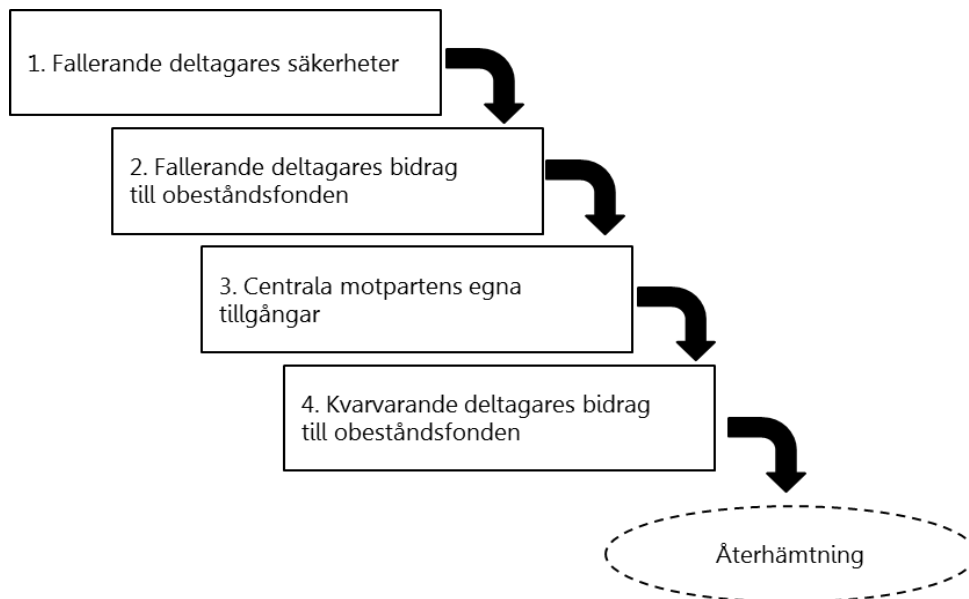 1. Fallerande deltagares säkerheter
2. Fallerande deltagares bidrag
till obeståndsfonden
3. Centrala motpartens egna
tillgångar
4. Kvarvarande deltagares bidrag
till obeståndsfonden
Återhämtning